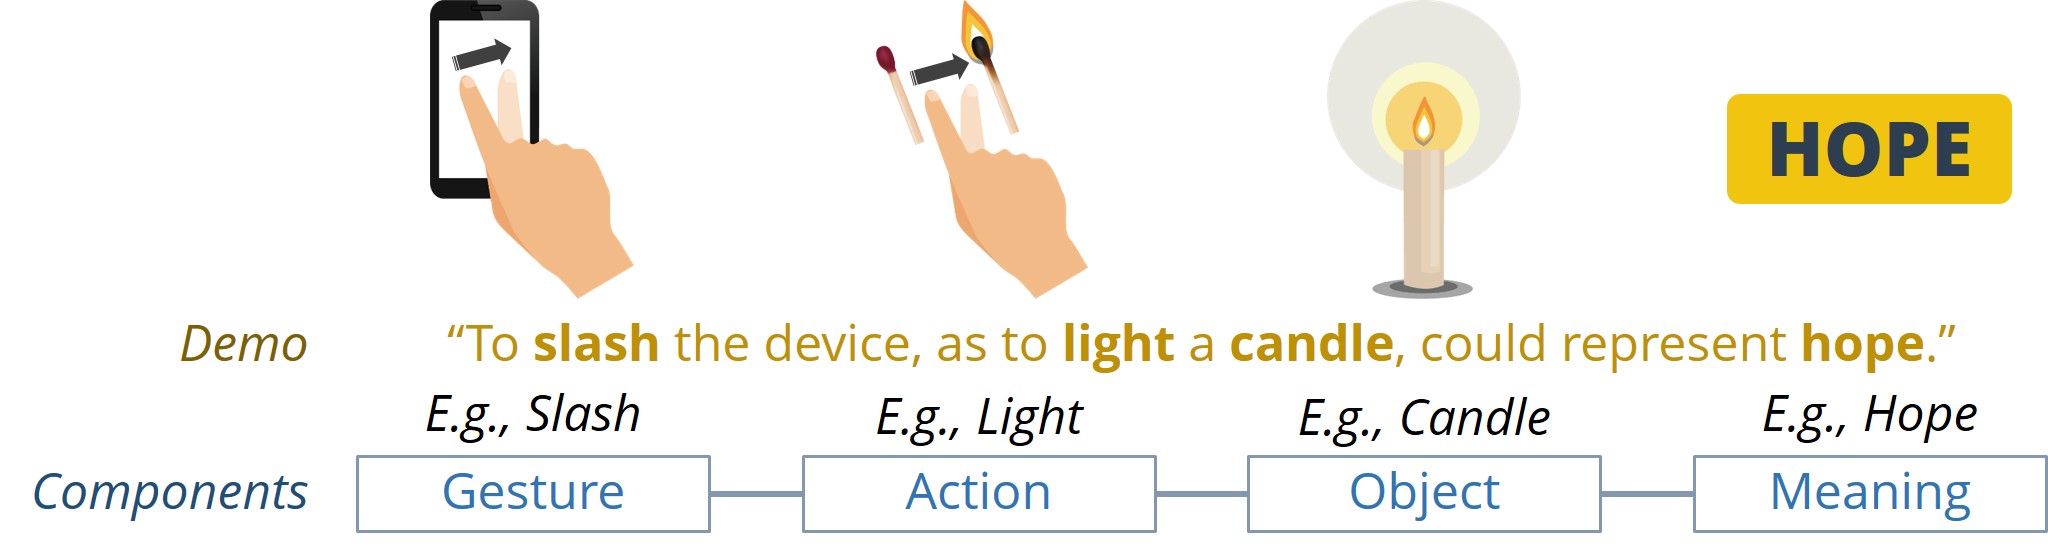 HOPE
Demo “To slash the device, as to light a candle, could represent hope.”
E.g., Slash E.g., Light E.g., Candle E.g., Hope
Components Gesture Action Object Meaning